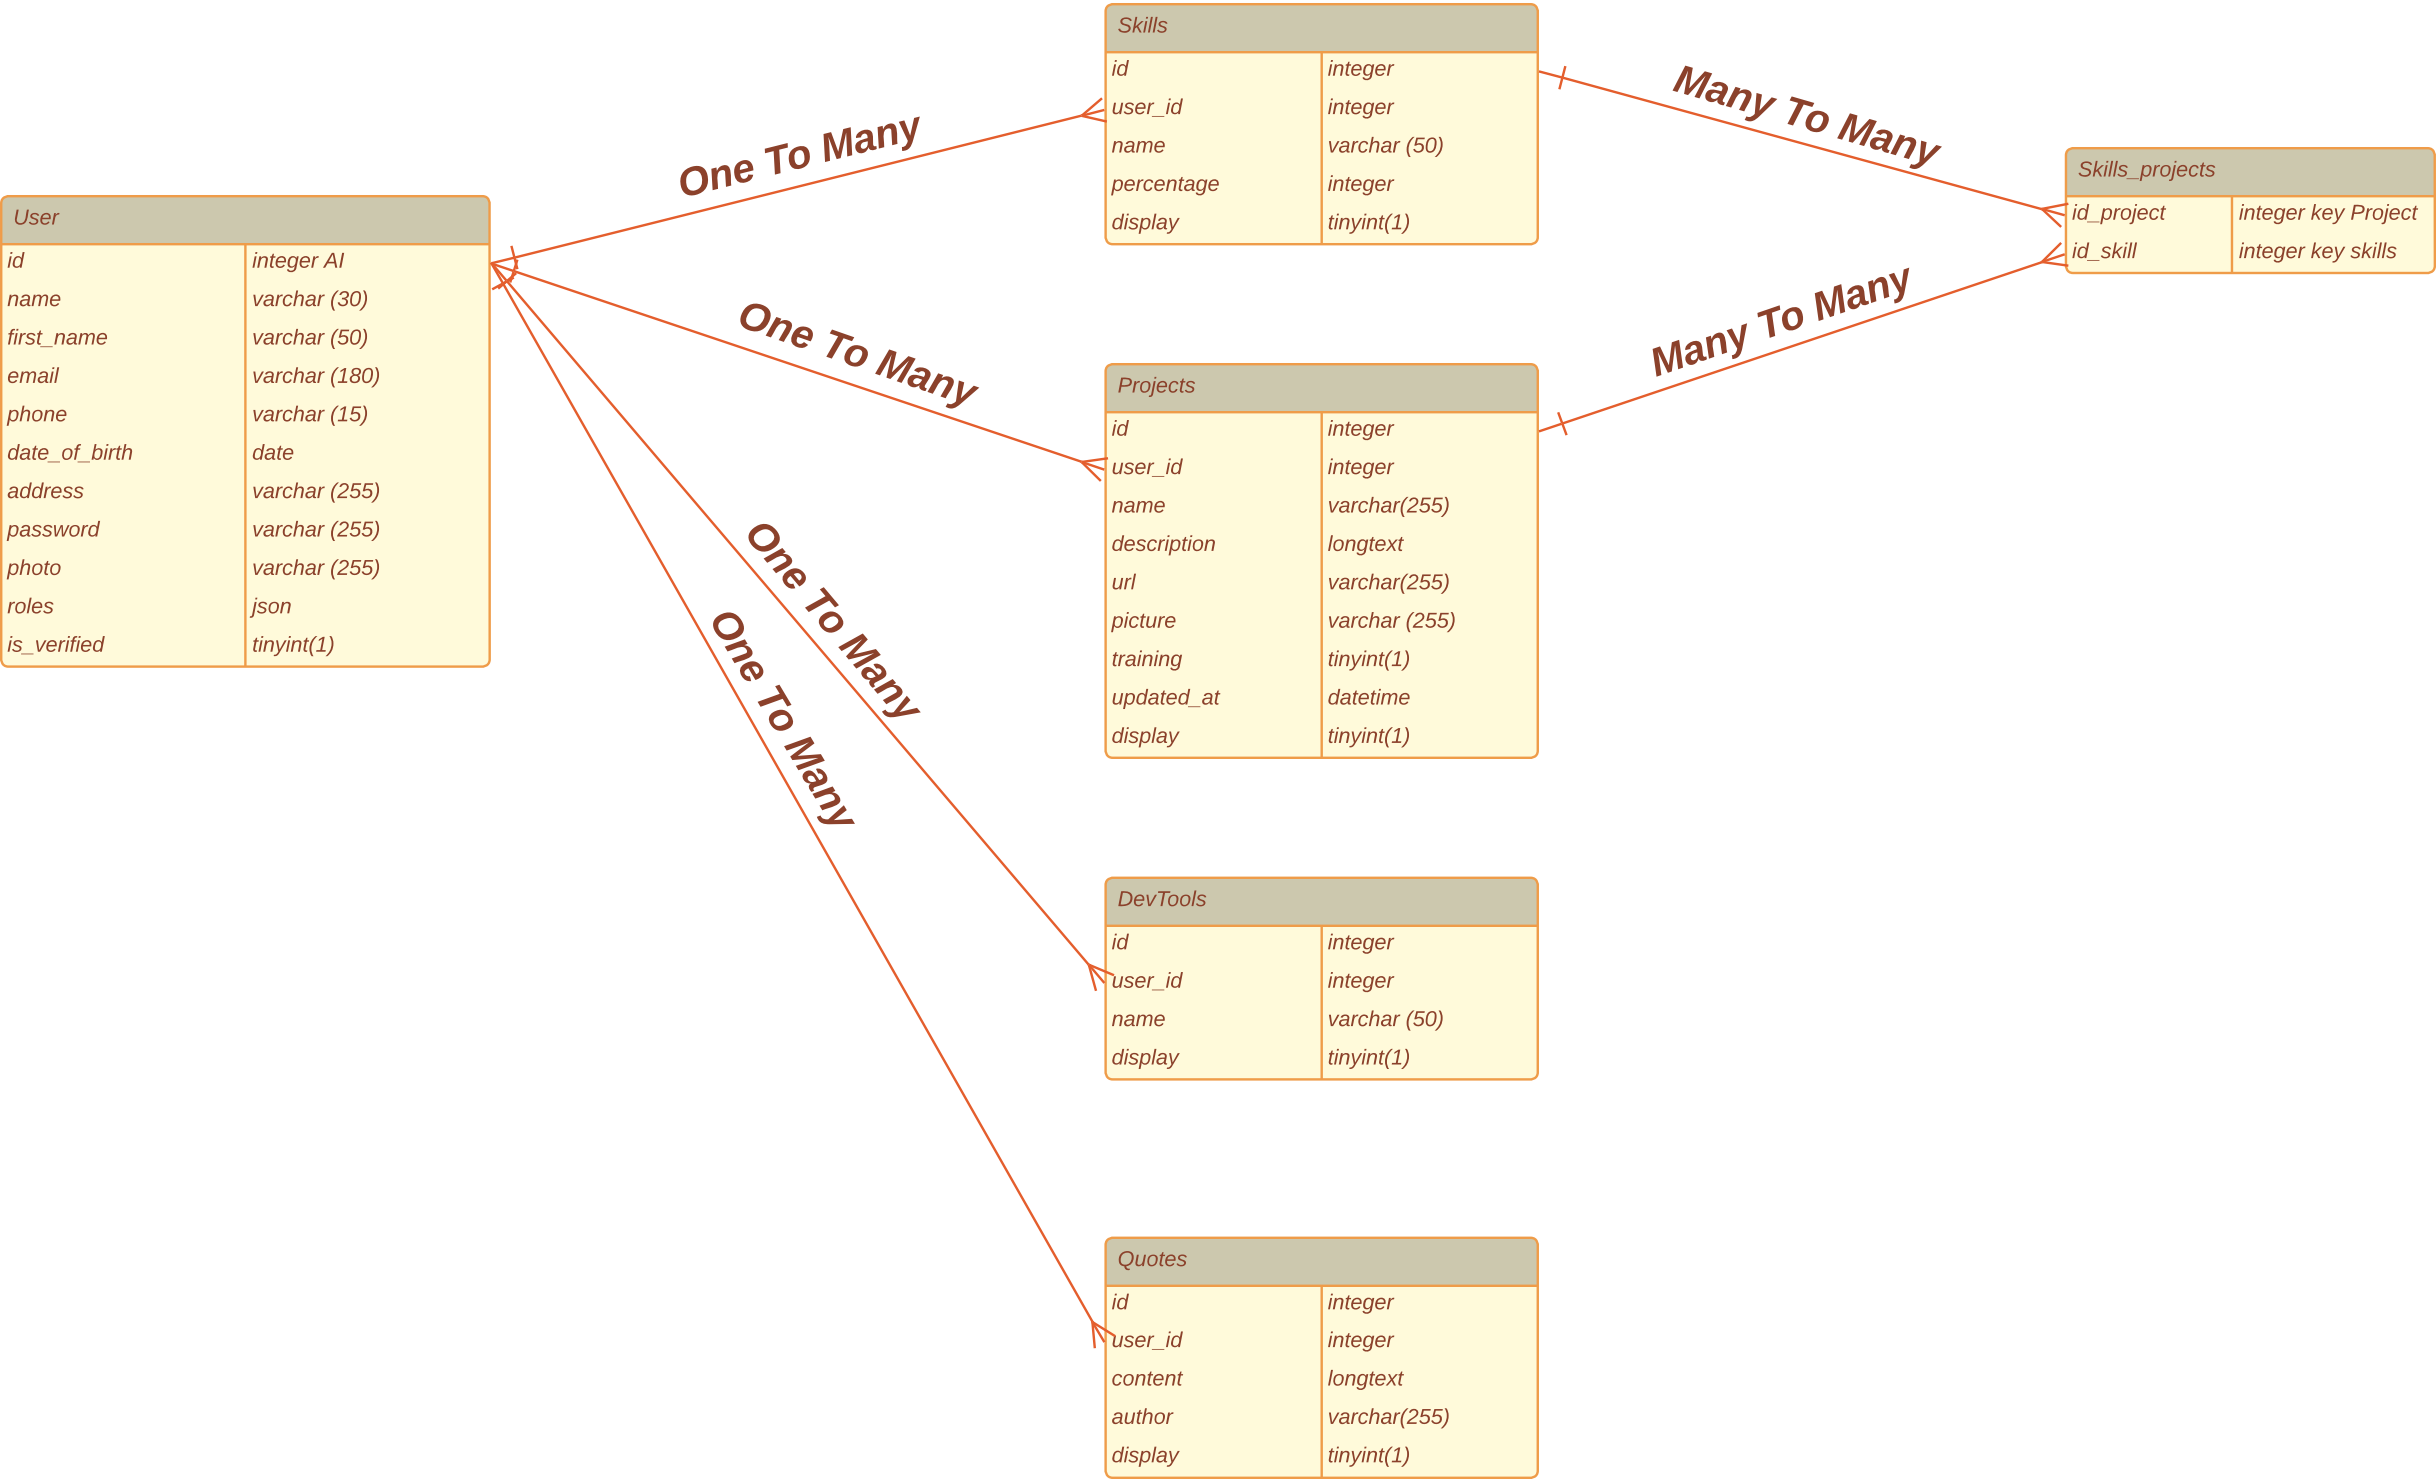 User
id integer AI
name varchar (30)
first_name varchar (50)
email varchar (180)
phone varchar (15)
date_of_birth date
address varchar (255)
password varchar (255)
photo varchar (255)
roles json
is_verified tinyint(1)
One To Many
One To Many
One To Many
One To Many
Skills
id integer
user_id integer
name varchar (50)
percentage integer
display tinyint(1)
Projects
id integer
user_id integer
name varchar(255)
description longtext
url varchar(255)
picture varchar (255)
training tinyint(1)
updated_at datetime
display tinyint(1)
DevTools
id integer
user_id integer
name varchar (50)
display tinyint(1)
Quotes
id integer
user_id integer
content longtext
author varchar(255)
display tinyint(1)
Many To Many
Many To Many
Skills_projects
id_project integer key Project
id_skill integer key skills